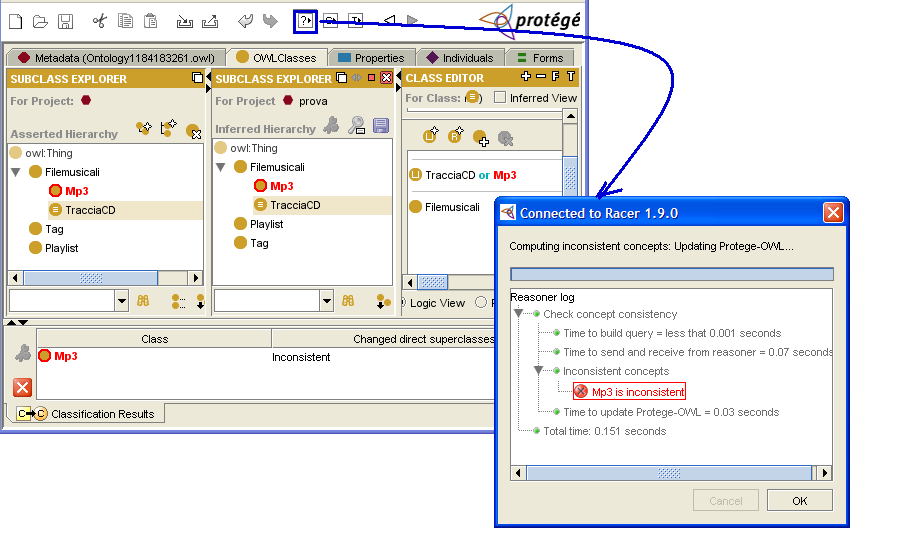 protégé
Metadata (Ontology1184183261.owl)
OWLClasses
Properties
Individuals
Forms
SUBCLASS EXPLORER
For Project:
Asserted Hierarchy
owl:Thing
Filemusicali
Mp3
TracciaCD
Tag
Playlist
SUBCLASS EXPLORER
For Project
prova
Inferred Hierarchy
owl:Thing
Filemusicali
Mp3
TracciaCD
Playlist
Tag
CLASS EDITOR
F T
For Class:
Inferred View
TracciaCD or Mp3
Filemusicali
Logic View
Class
Changed direct superclasses
Mp3
Inconsistent
Classification Results
Connected to Racer 1.9.0
Computing inconsistent concepts: Updating Protege-OWL...
Reasoner log
Check concept consistency
Time to build query = less that 0.001 seconds
Time to send and receive from reasoner = 0.07 seconds
Inconsistent concepts
Mp3 is inconsistent
Time to update Protege-OWL = 0.03 seconds
Total time: 0.151 seconds
Cancel
OK